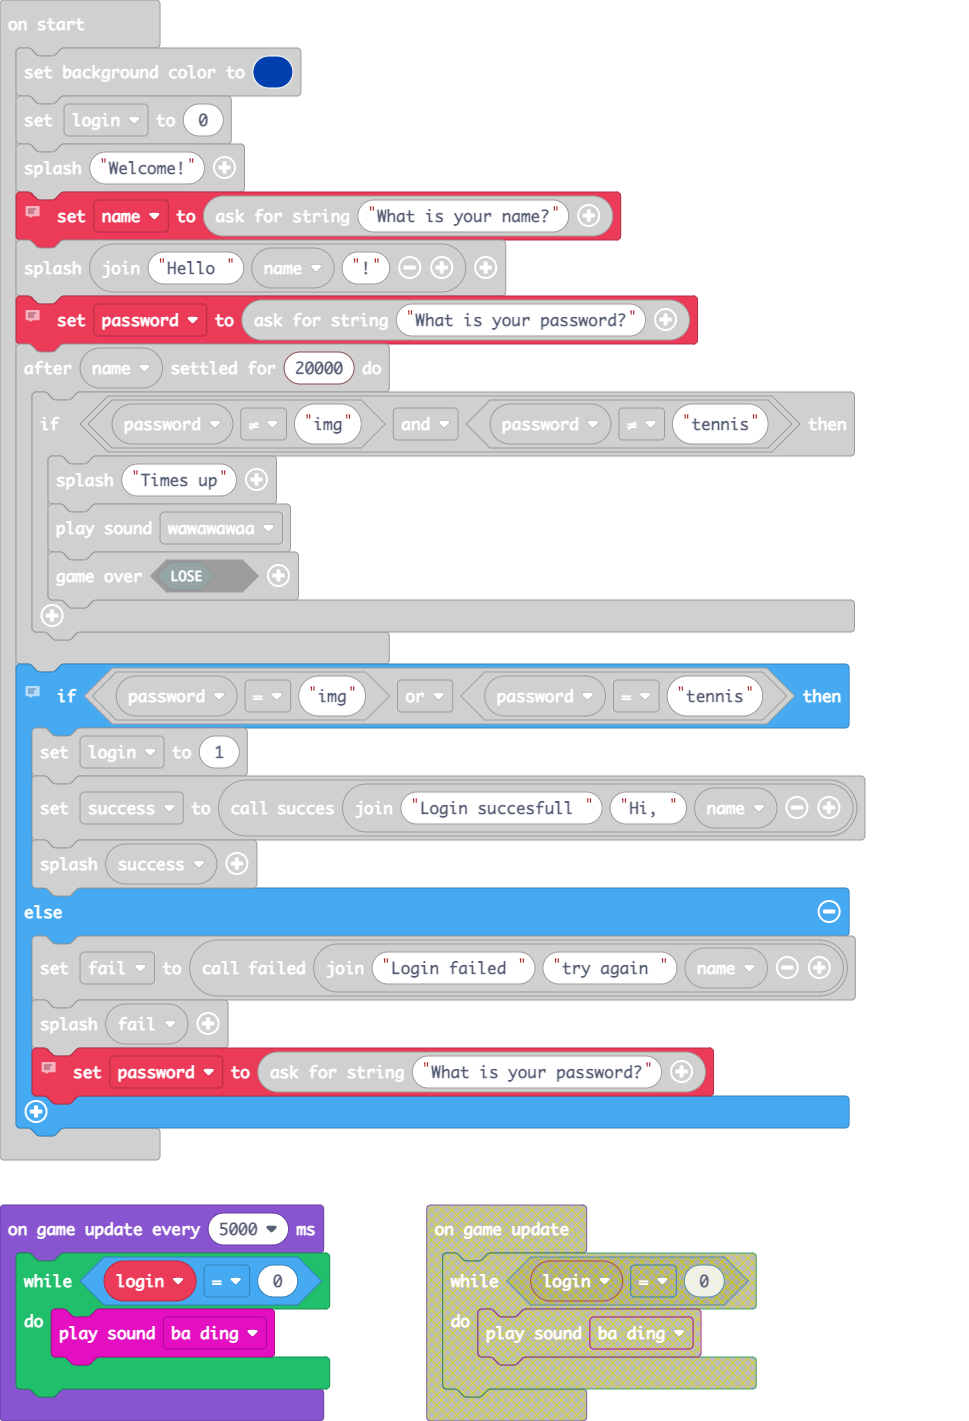 on start
set background color to
set login to 0
splash "Welcome!"
set name to ask for string "What is your name?"
splash join "Hello " name "!"
set password to ask for string "What is your password?"
after name settled for 20000 do
if password ≠ "img" and password ≠ "tennis" then
splash "Times up"
play sound wawawawaa
game over LOSE
if password = "img" or password = "tennis" then
set login to 1
set success to call succes join "Login succesfull " "Hi, " name
splash success
else
set fail to call failed join "Login failed " "try again " name
splash fail
set password to ask for string "What is your password?"
on game update every 5000 ms
while login = 0
do play sound ba ding
on game update
while login = 0
do play sound ba ding